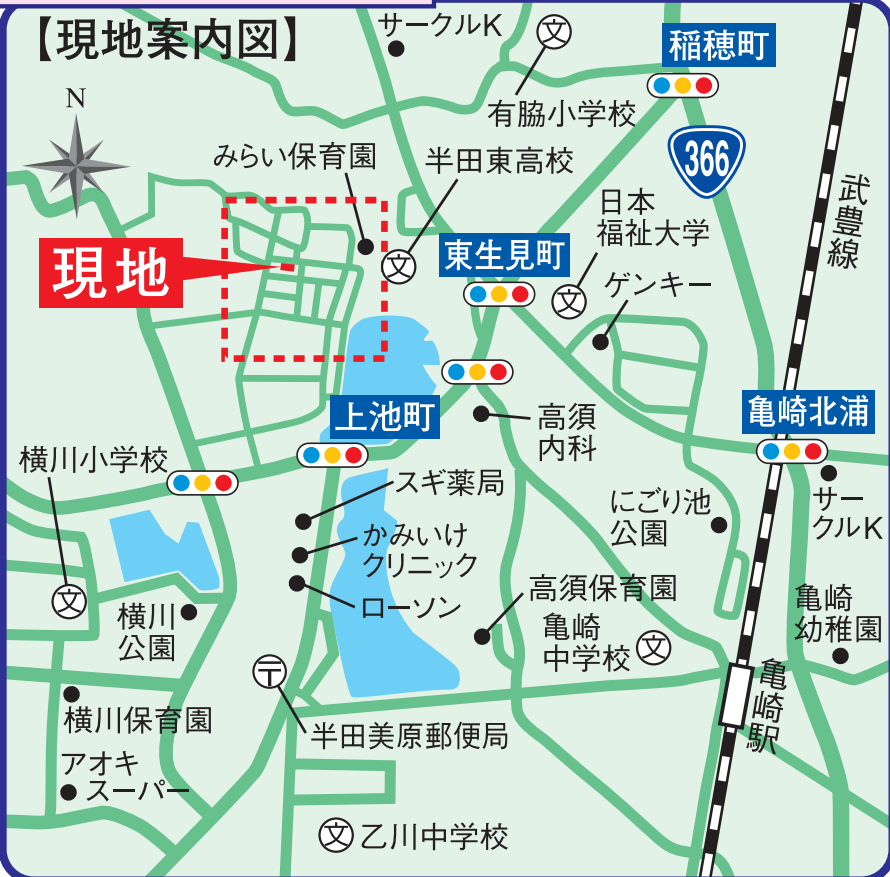 【現地案内図】
サークルK
文
稲穂町
有脇小学校
N
みらい保育園
半田東高校
366
日本
福祉大学
武豊線
現地
文
東生見町
文
ゲンキー
上池町
高須
内科
亀崎北浦
横川小学校
スギ薬局
にごり池
公園
サー
クルK
かみいけ
クリニック
文
横川
公園
ローソン
高須保育園
亀崎
中学校
文
亀崎
幼稚園
〒
亀崎駅
横川保育園
半田美原郵便局
アオキ
スーパー
文
乙川中学校